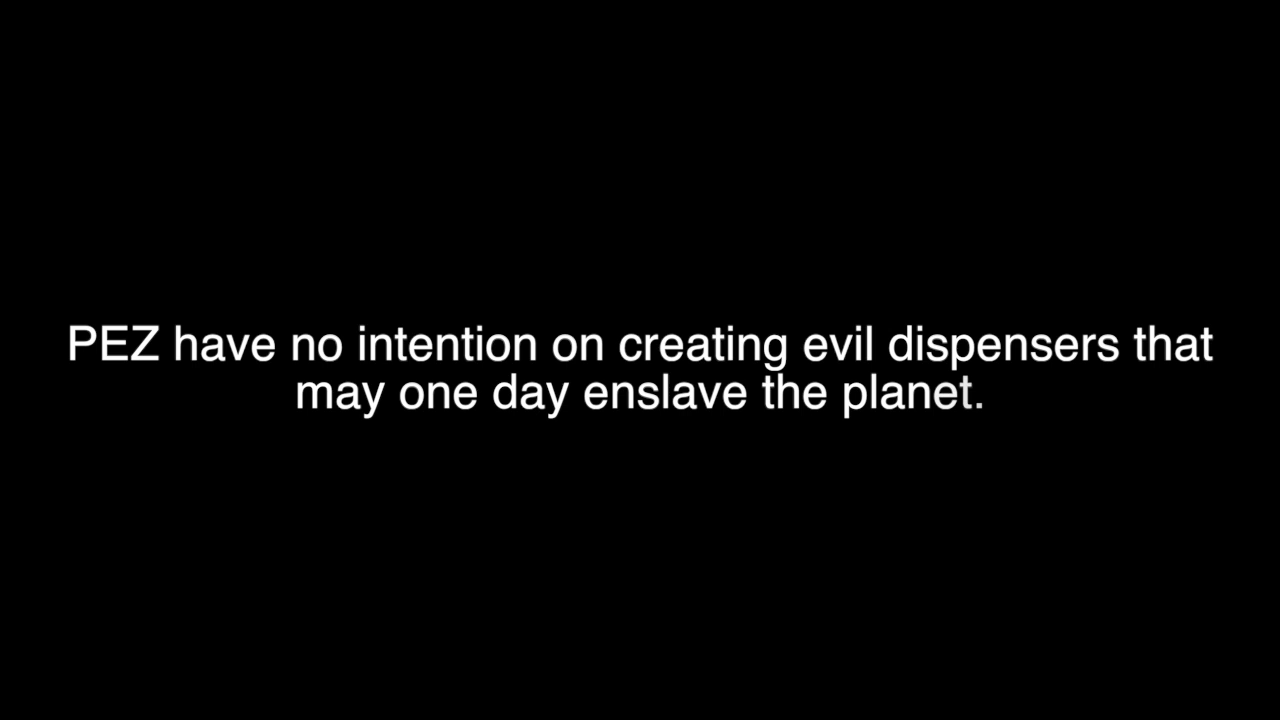 PEZ have no intention on creating evil dispensers that
may one day enslave the planet.